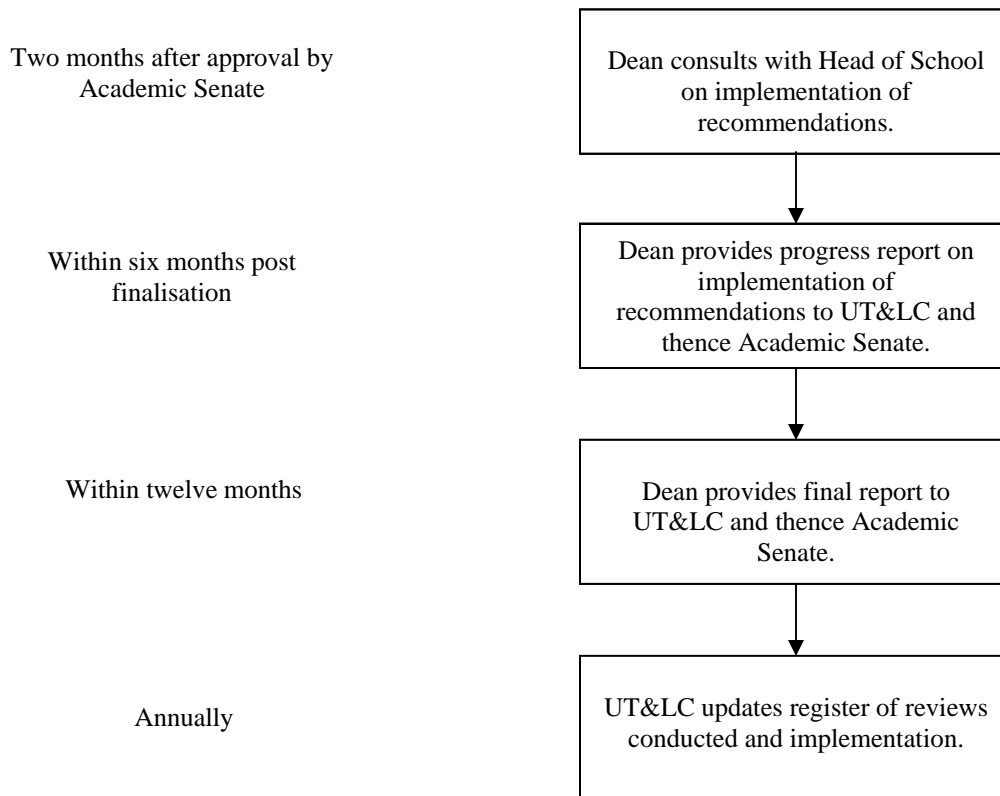 Two months after approval by
Academic Senate
Dean consults with Head of School
on implementation of
recommendations.
Within six months post
finalisation
Dean provides progress report on
implementation of
recommendations to UT&LC and
thence Academic Senate.
Within twelve months
Dean provides final report to
UT&LC and thence Academic
Senate.
Annually
UT&LC updates register of reviews
conducted and implementation.